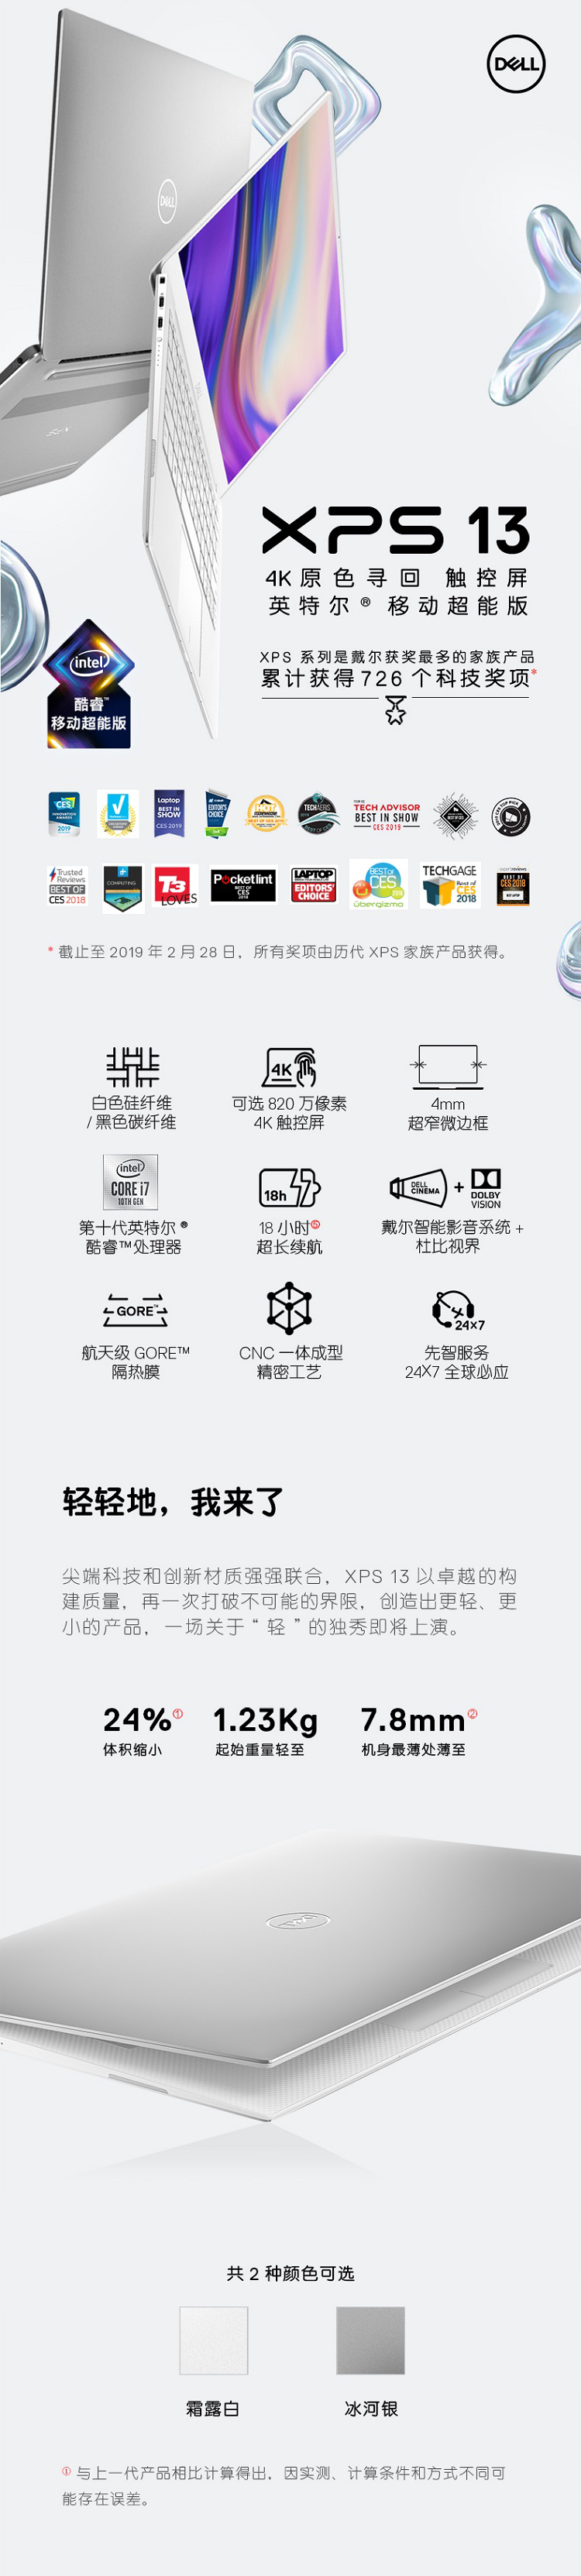 DELL
DELL
XPS 13
4K 原色寻回 触控屏
英特尔® 移动超能版
XPS 系列是戴尔获奖最多的家族产品
累计获得 726 个科技奖项*
intel
酷睿™
移动超能版
CES
INNOVATION
AWARDS
2019
Laptop
BEST IN
SHOW
CES 2019
EDITOR'S
CHOICE
TECHAERIS
BEST OF CES
TECH ADVISOR
BEST IN SHOW
CES 2019
Trusted
Reviews
BEST OF
CES 2018
COMPUTING
T3
LOVES
Pocketlint
BEST OF
CES
2018
LAPTOP
EDITORS'
CHOICE
BEST OF
CES
übergizmo
TECHGAGE
Best of
CES
2018
BEST OF
CES 2018
* 截止至 2019 年 2 月 28 日，所有奖项由历代 XPS 家族产品获得。
4K
白色硅纤维
/ 黑色碳纤维
可选 820 万像素
4K 触控屏
4mm
超窄微边框
intel
CORE i7
10TH GEN
18h
DELL
CINEMA
+
DOLBY
VISION
第十代英特尔 ®
酷睿™处理器
18 小时⑤
超长续航
戴尔智能影音系统 +
杜比视界
GORE™
24×7
航天级 GORE™
隔热膜
CNC 一体成型
精密工艺
先智服务
24X7 全球必应
轻轻地，我来了
尖端科技和创新材质强强联合，XPS 13 以卓越的构
建质量，再一次打破不可能的界限，创造出更轻、更
小的产品，一场关于 “ 轻 ” 的独秀即将上演。
24%① 1.23Kg 7.8mm②
体积缩小 起始重量轻至 机身最薄处薄至
XPS
共 2 种颜色可选
霜露白 冰河银
① 与上一代产品相比计算得出，因实测、计算条件和方式不同可
能存在误差。